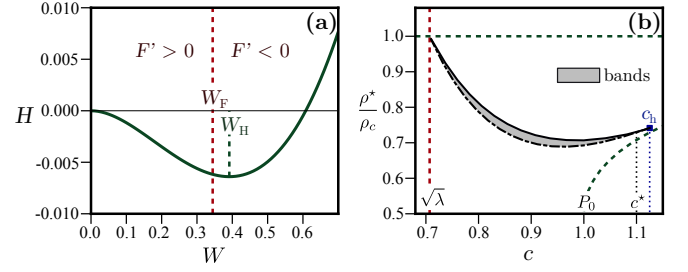 (a)
0.010
0.005
0.000
-0.005
-0.010
H
F' > 0
F' < 0
W_F
W_H
0.0 0.1 0.2 0.3 0.4 0.5 0.6
W
(b)
1.0
0.9
0.8
0.7
0.6
0.5
ρ*/ρ_c
bands
c_h
√λ
P_0
c*
0.7 0.8 0.9 1.0 1.1
c